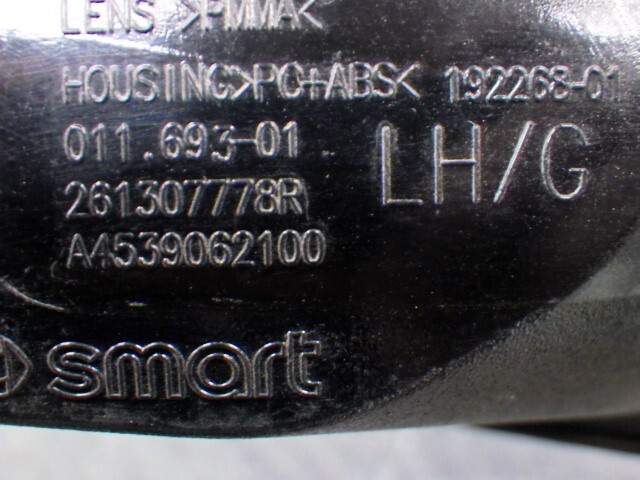 LENS >PMMA<
HOUSING>PC+ABS< 192268-01
011.693-01 LH/G
261307778R
A4539062100
smart